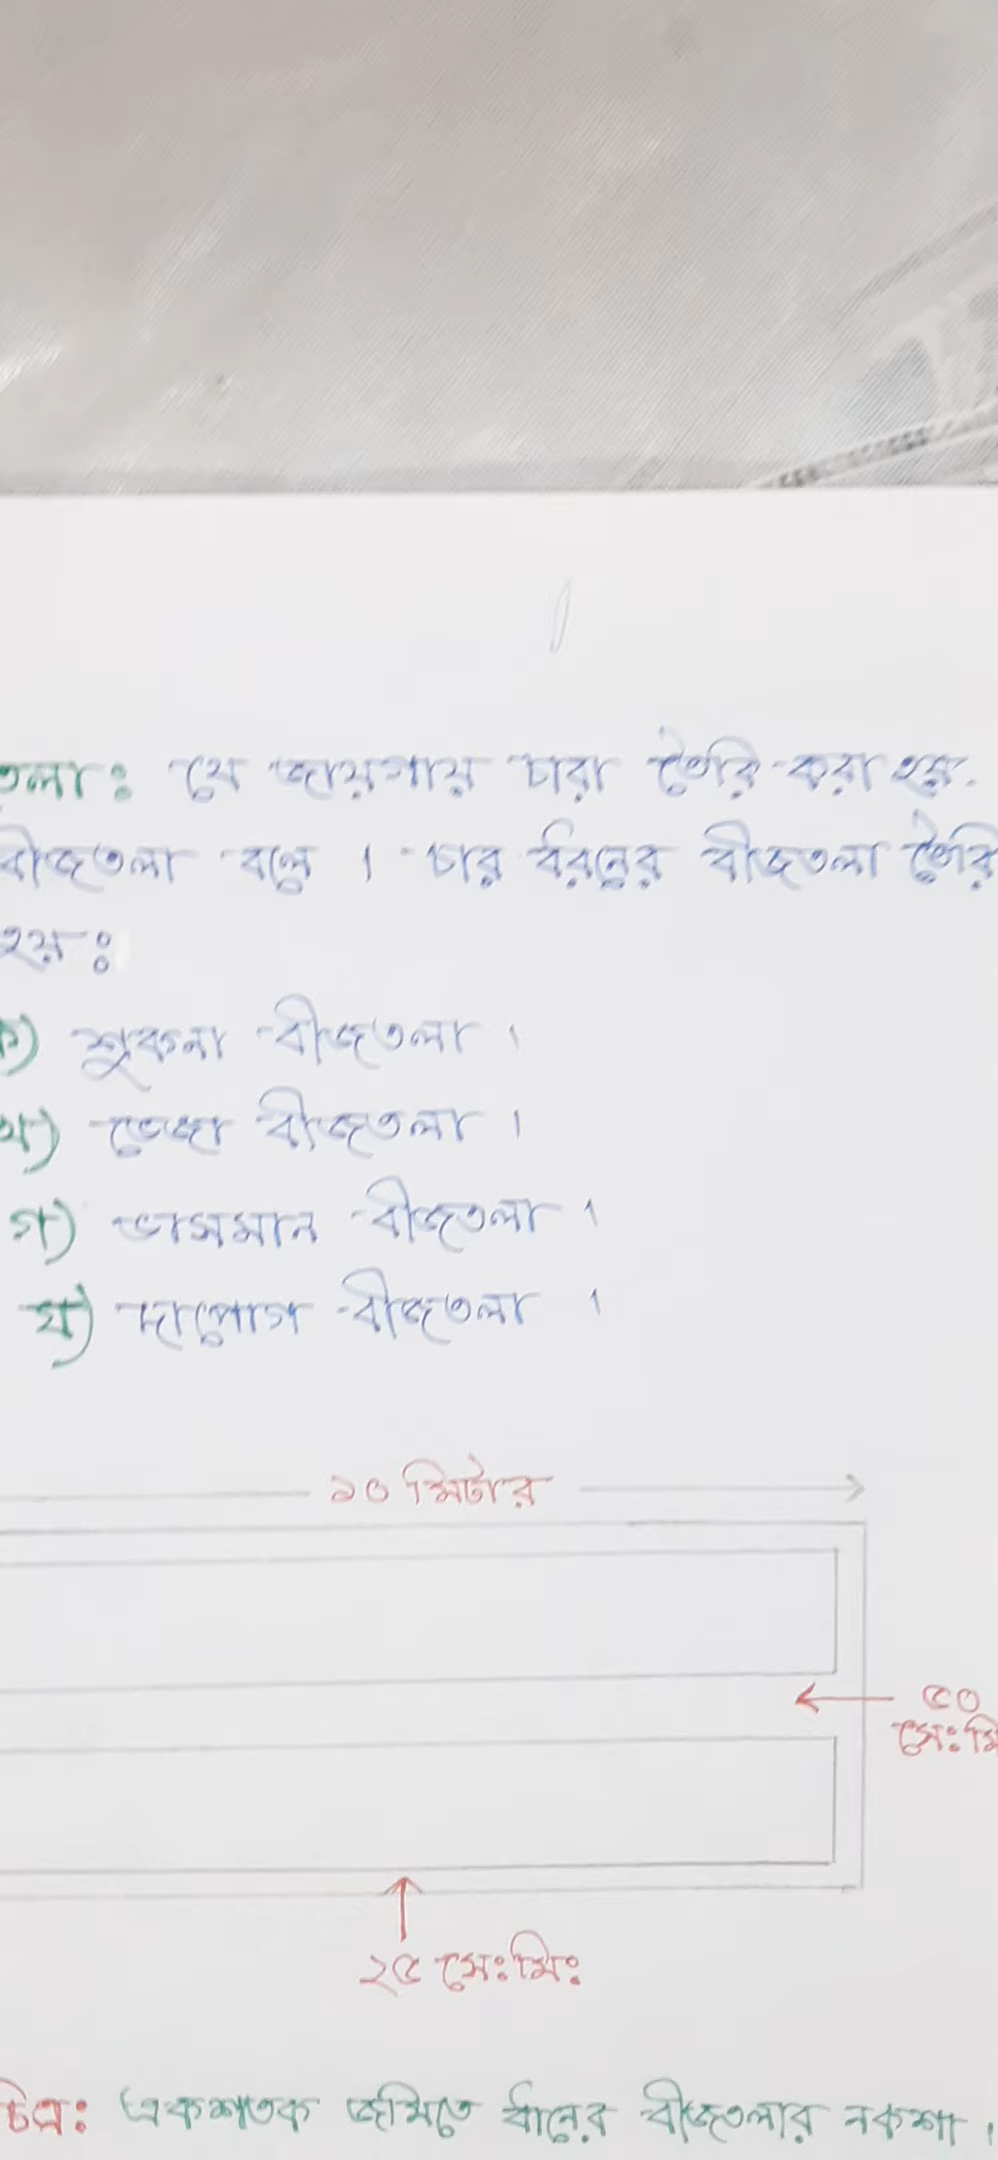 তলাঃ যে জায়গায় চারা তৈরি করা হয়
বীজতলা বলে । চার ধরনের বীজতলা তৈরি
হয়ঃ
ক) শুকনা বীজতলা ।
খ) ভেজা বীজতলা ।
গ) ভাসমান বীজতলা ।
ঘ) দাপোগ বীজতলা ।
১০ মিটার
৫০
সেঃমি
২৫ সেঃমিঃ
চিত্রঃ একশতক জমিতে ধানের বীজতলার নকশা ।